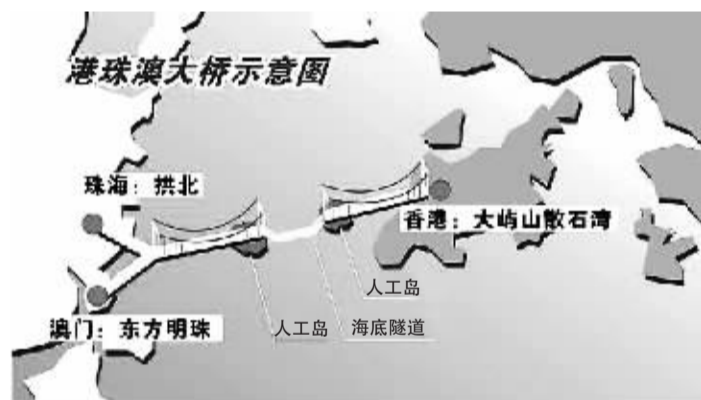 港珠澳大桥示意图
珠海：拱北
香港：大屿山散石湾
人工岛
澳门：东方明珠
人工岛
海底隧道